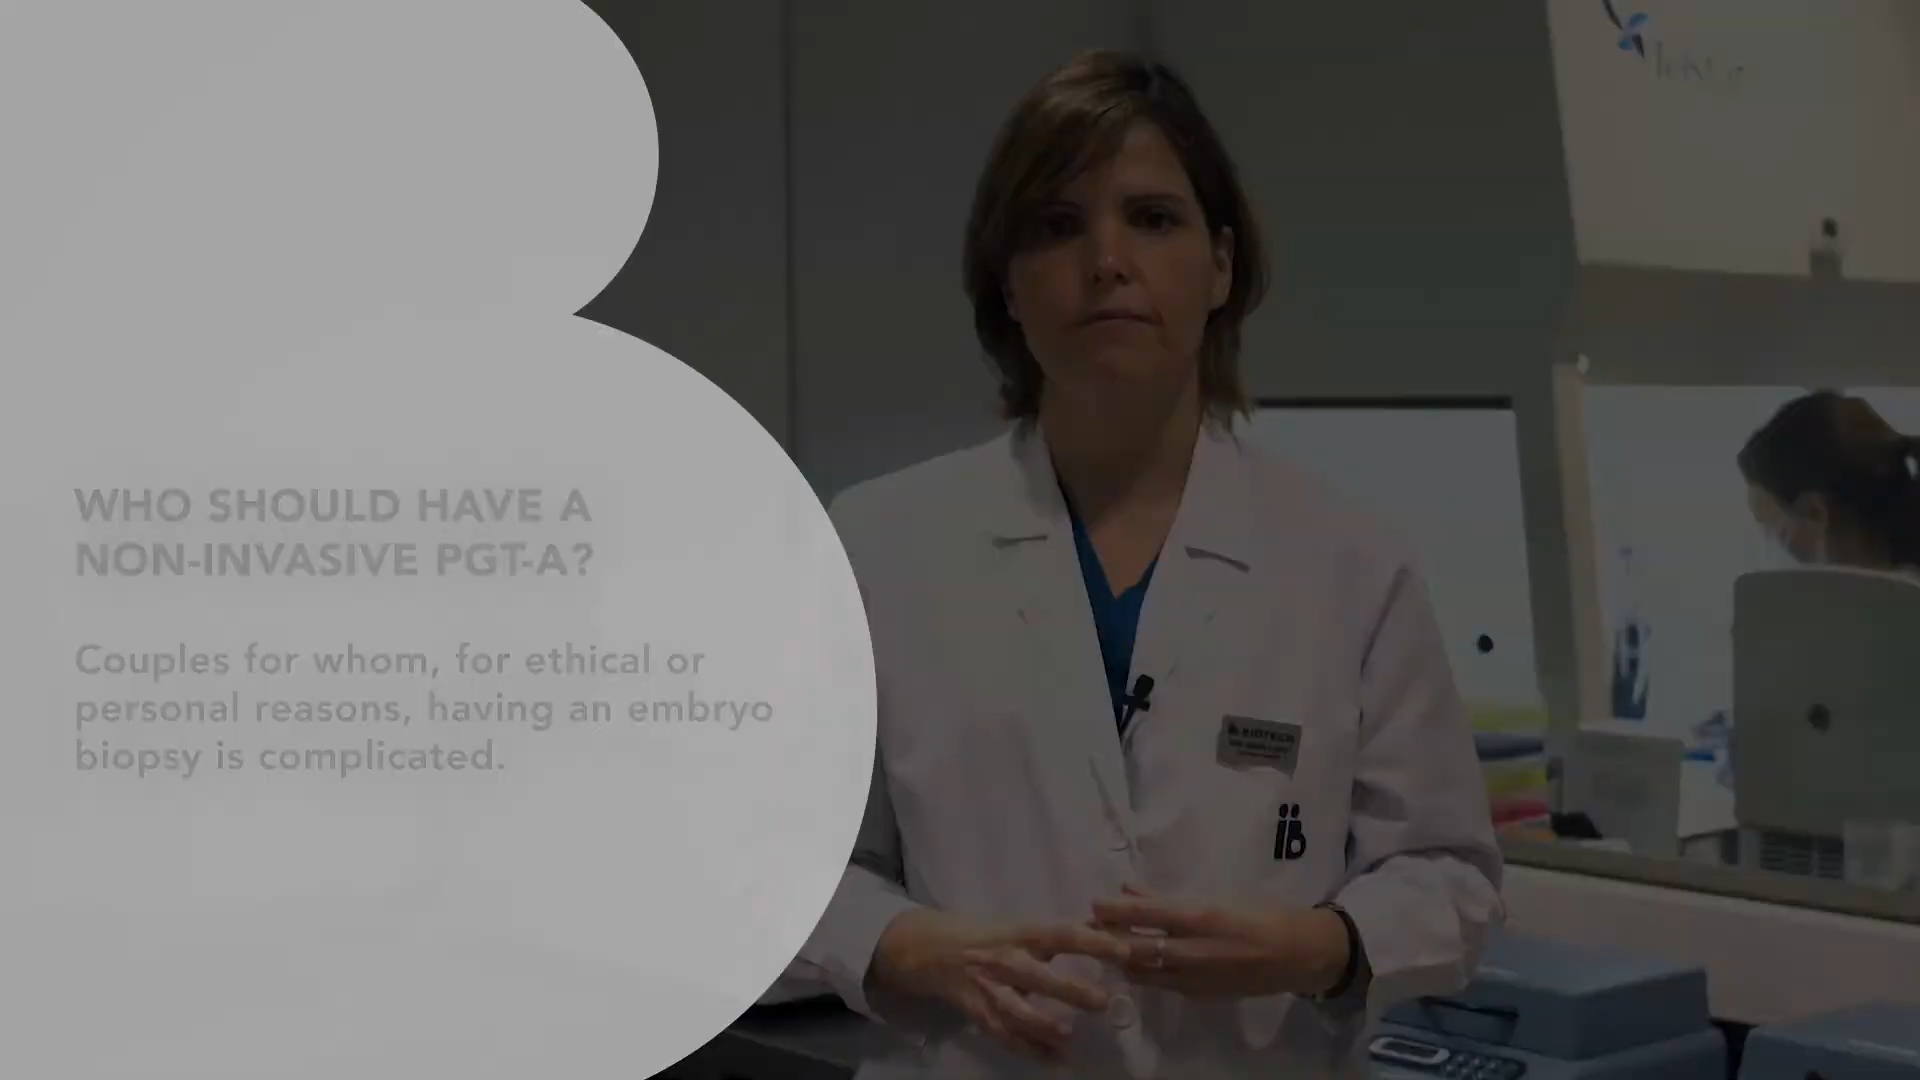 WHO SHOULD HAVE A
NON-INVASIVE PGT-A?
Couples for whom, for ethical or
personal reasons, having an embryo
biopsy is complicated.